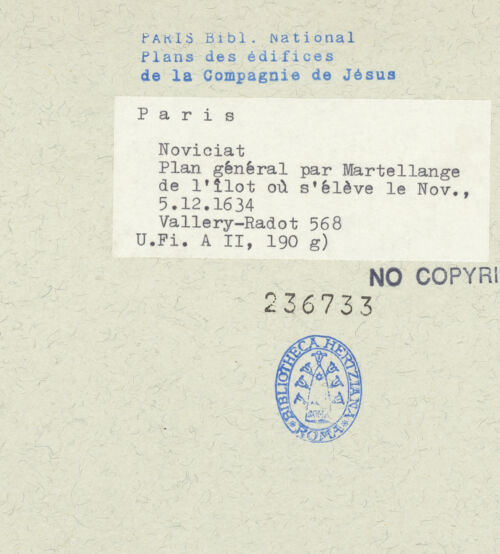 PARIS Bibl. National
Plans des édifices
de la Compagnie de Jésus
Paris
Noviciat
Plan général par Martellange
de l'îlot où s'élève le Nov.,
5.12.1634
Vallery-Radot 568
U.Fi. A II, 190 g)
NO COPYRI
236733
BIBLIOTHECA HERTZIANA
ROMA